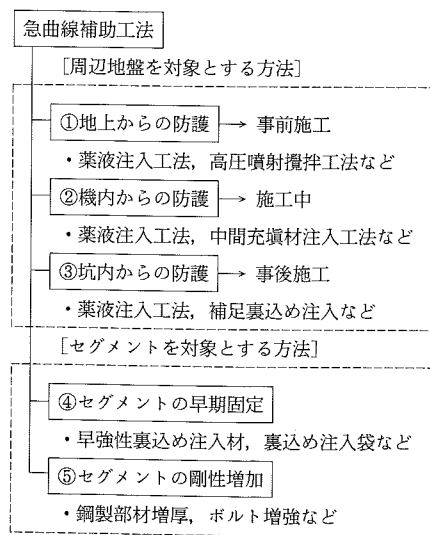 急曲線補助工法
[周辺地盤を対象とする方法]
①地上からの防護 → 事前施工
・薬液注入工法，高圧噴射攪拌工法など
②機内からの防護 → 施工中
・薬液注入工法，中間充塡材注入工法など
③坑内からの防護 → 事後施工
・薬液注入工法，補足裏込め注入など
[セグメントを対象とする方法]
④セグメントの早期固定
・早強性裏込め注入材，裏込め注入袋など
⑤セグメントの剛性増加
・鋼製部材増厚，ボルト増強など